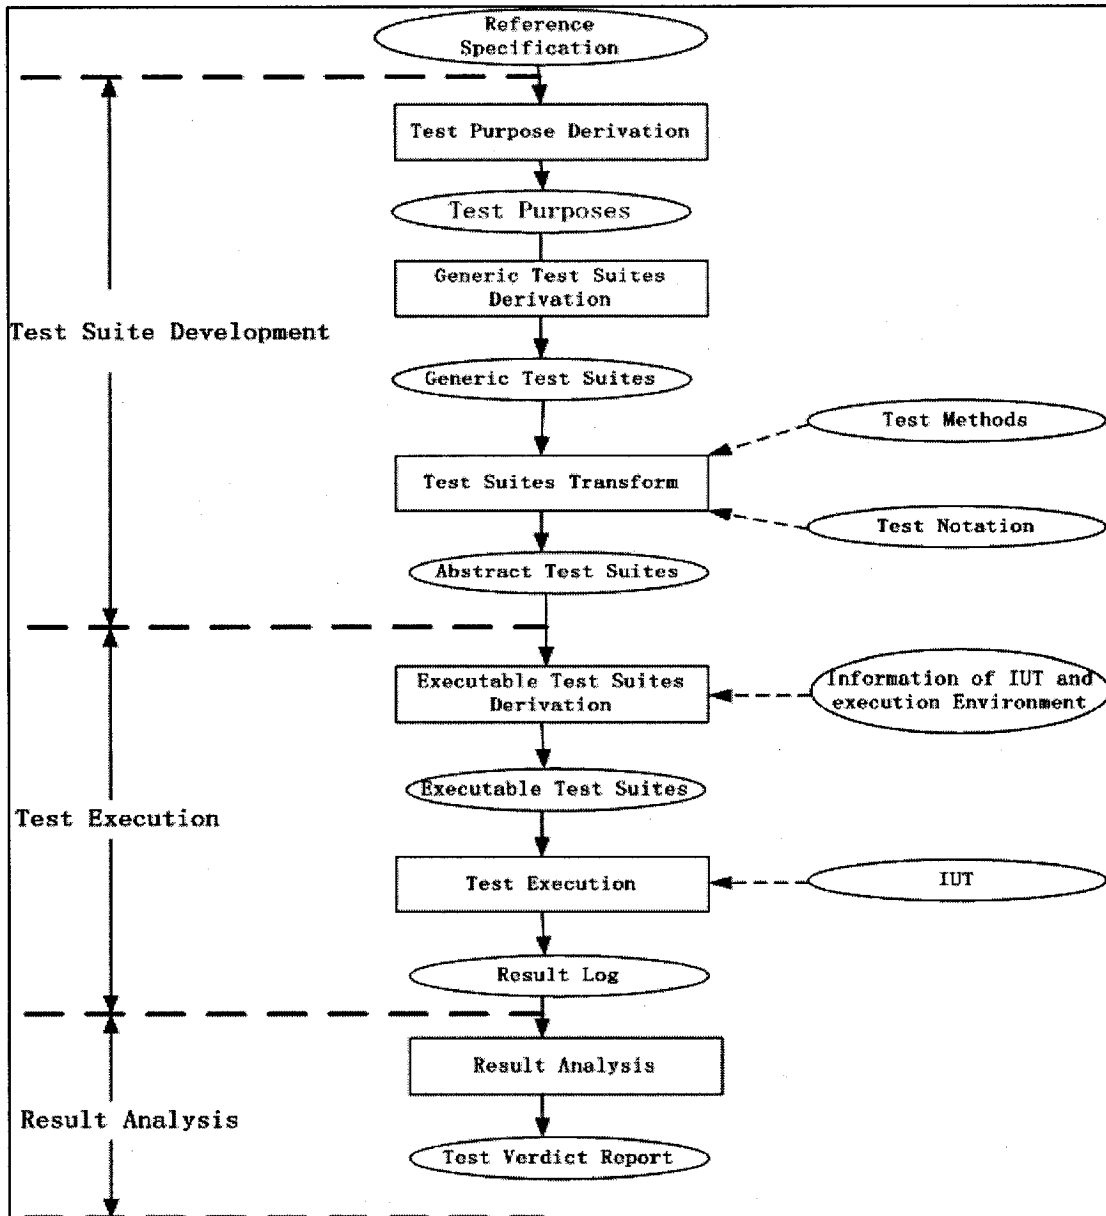 Reference
Specification
Test Purpose Derivation
Test Purposes
Generic Test Suites
Derivation
Test Suite Development
Generic Test Suites
Test Methods
Test Suites Transform
Test Notation
Abstract Test Suites
Executable Test Suites
Derivation
Information of IUT and
execution Environment
Executable Test Suites
Test Execution
Test Execution
IUT
Result Log
Result Analysis
Result Analysis
Test Verdict Report